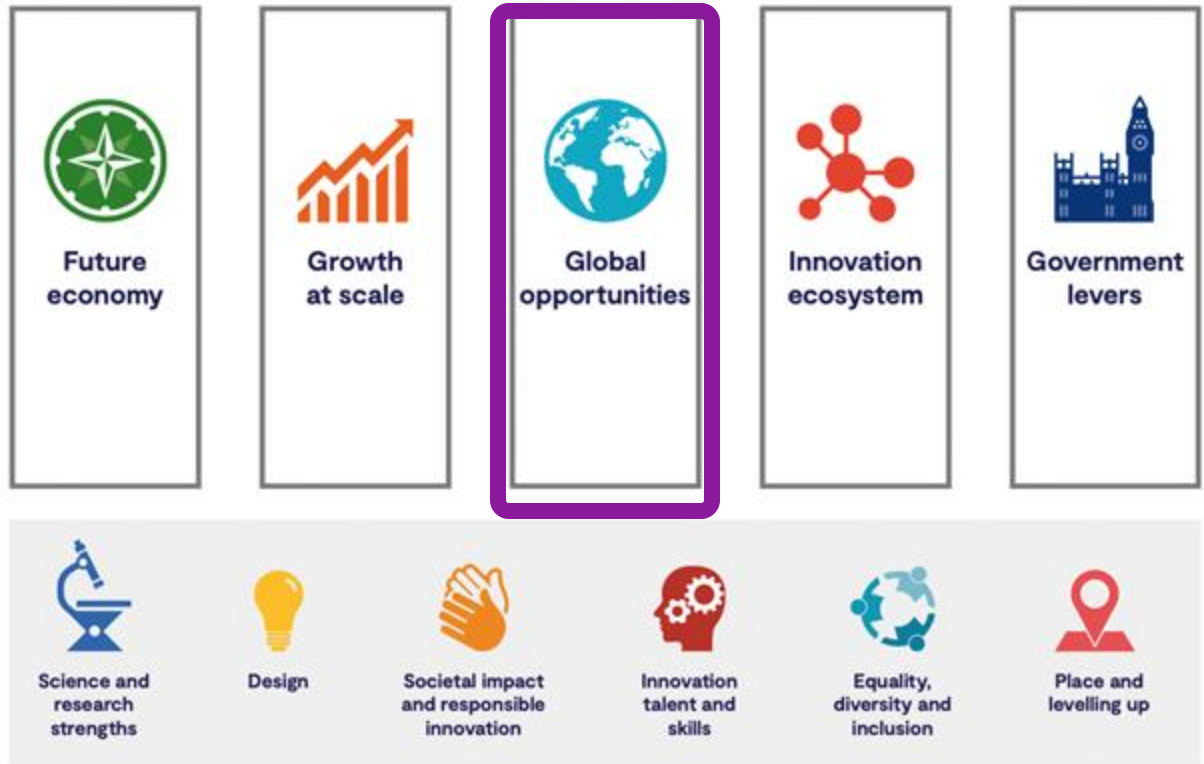 Future
economy
Growth
at scale
Global
opportunities
Innovation
ecosystem
Government
levers
Science and
research
strengths
Design
Societal impact
and responsible
innovation
Innovation
talent and
skills
Equality,
diversity and
inclusion
Place and
levelling up